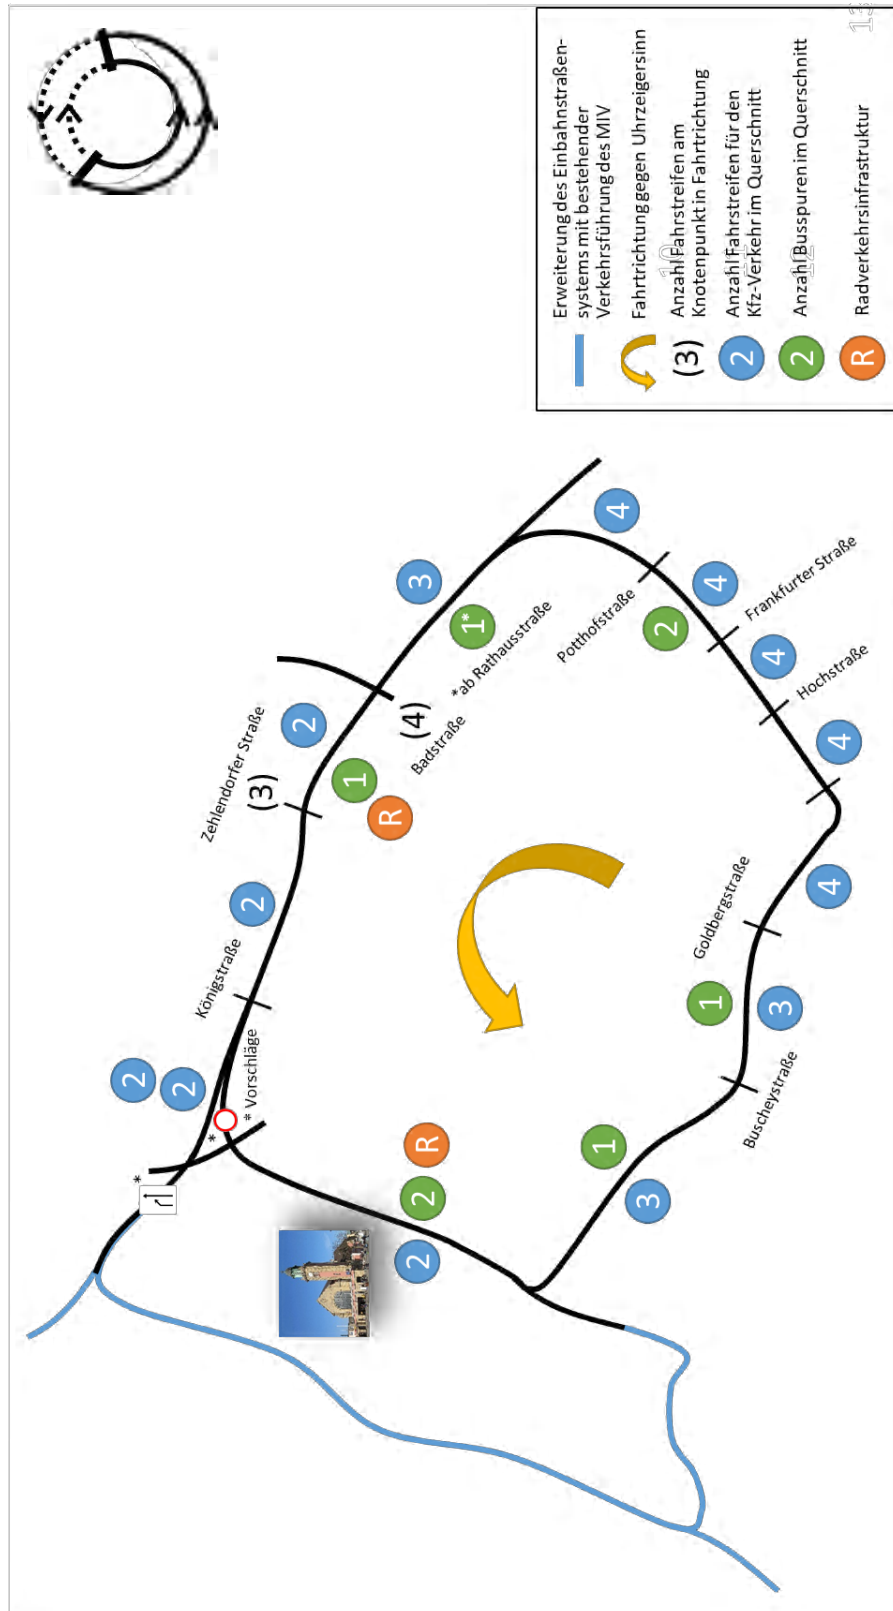 Zehlendorfer Straße
Königstraße
(3)
2
2
2
2
* Vorschläge
*
*
1
R
(4)
Badstraße
3
1*
*ab Rathausstraße
4
Potthofstraße
2
4
Frankfurter Straße
4
Hochstraße
4
4
Goldbergstraße
1
3
Buscheystraße
1
3
2
2
R
Erweiterung des Einbahnstraßen-
systems mit bestehender
Verkehrsführung des MIV
Fahrtrichtung gegen Uhrzeigersinn
(3) Anzahl Fahrstreifen am
Knotenpunkt in Fahrtrichtung
2 Anzahl Fahrstreifen für den
Kfz-Verkehr im Querschnitt
2 Anzahl Busspuren im Querschnitt
R Radverkehrsinfrastruktur
10
12
13